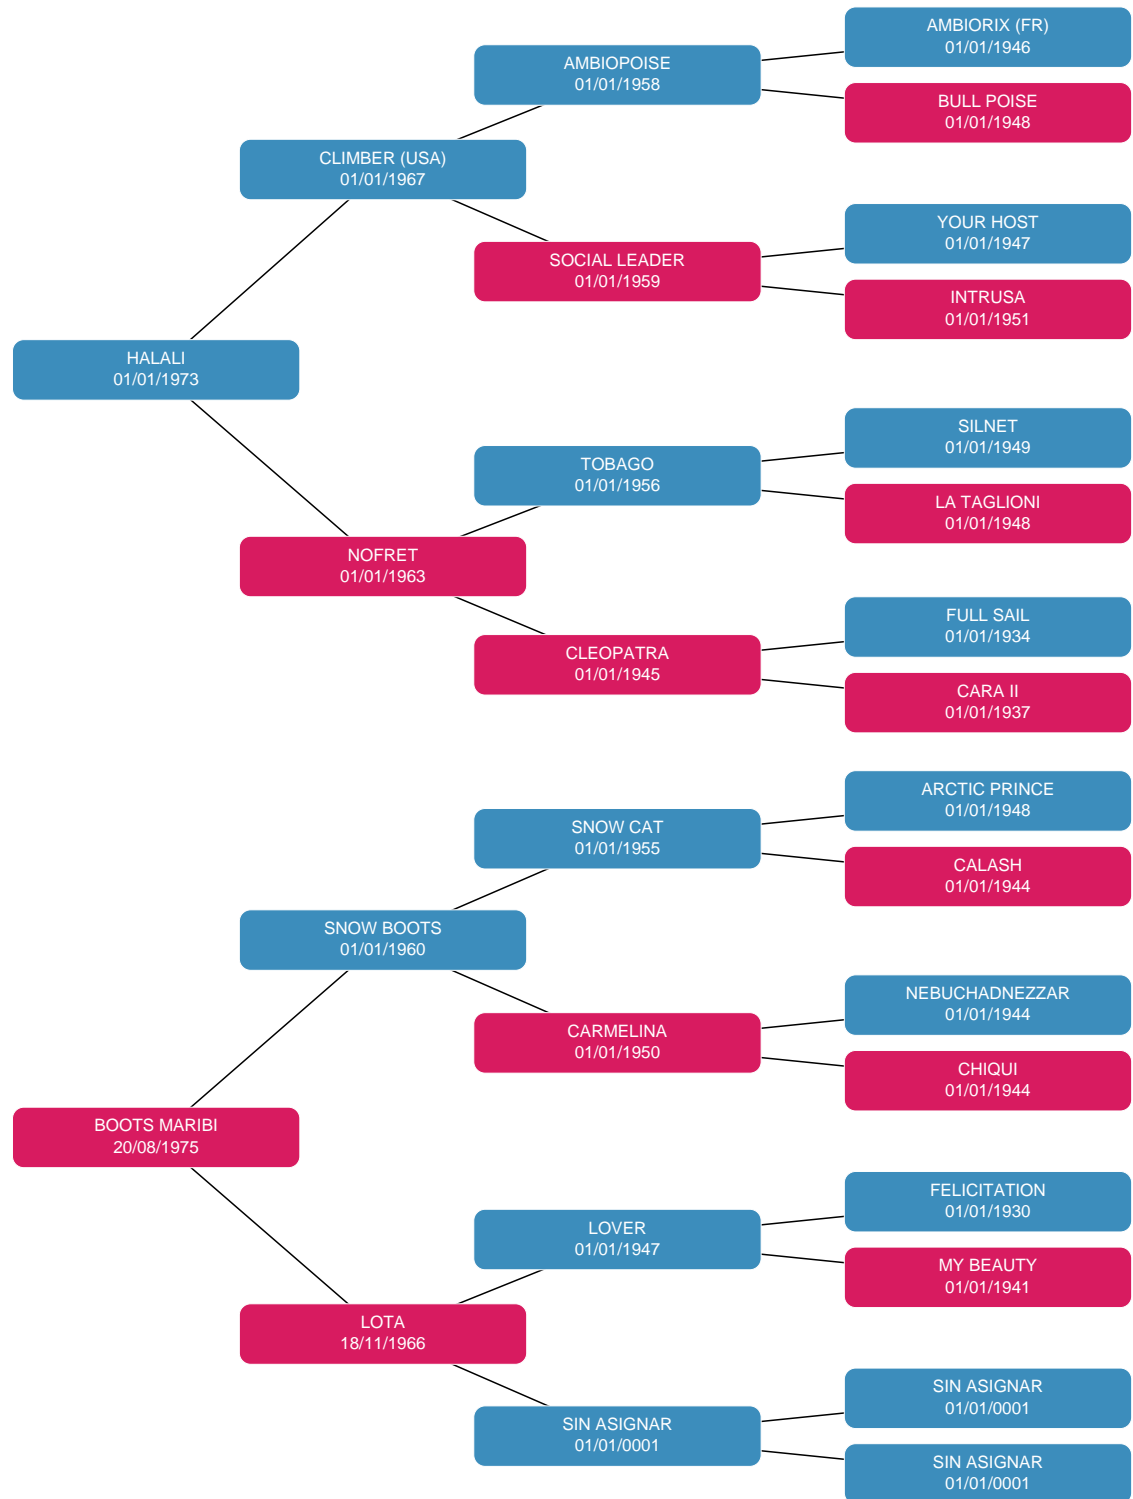 AMBIORIX (FR)
01/01/1946
AMBIOPOISE
01/01/1958
BULL POISE
01/01/1948
CLIMBER (USA)
01/01/1967
YOUR HOST
01/01/1947
SOCIAL LEADER
01/01/1959
INTRUSA
01/01/1951
HALALI
01/01/1973
SILNET
01/01/1949
TOBAGO
01/01/1956
LA TAGLIONI
01/01/1948
NOFRET
01/01/1963
FULL SAIL
01/01/1934
CLEOPATRA
01/01/1945
CARA II
01/01/1937
ARCTIC PRINCE
01/01/1948
SNOW CAT
01/01/1955
CALASH
01/01/1944
SNOW BOOTS
01/01/1960
NEBUCHADNEZZAR
01/01/1944
CARMELINA
01/01/1950
CHIQUI
01/01/1944
BOOTS MARIBI
20/08/1975
FELICITATION
01/01/1930
LOVER
01/01/1947
MY BEAUTY
01/01/1941
LOTA
18/11/1966
SIN ASIGNAR
01/01/0001
SIN ASIGNAR
01/01/0001
SIN ASIGNAR
01/01/0001